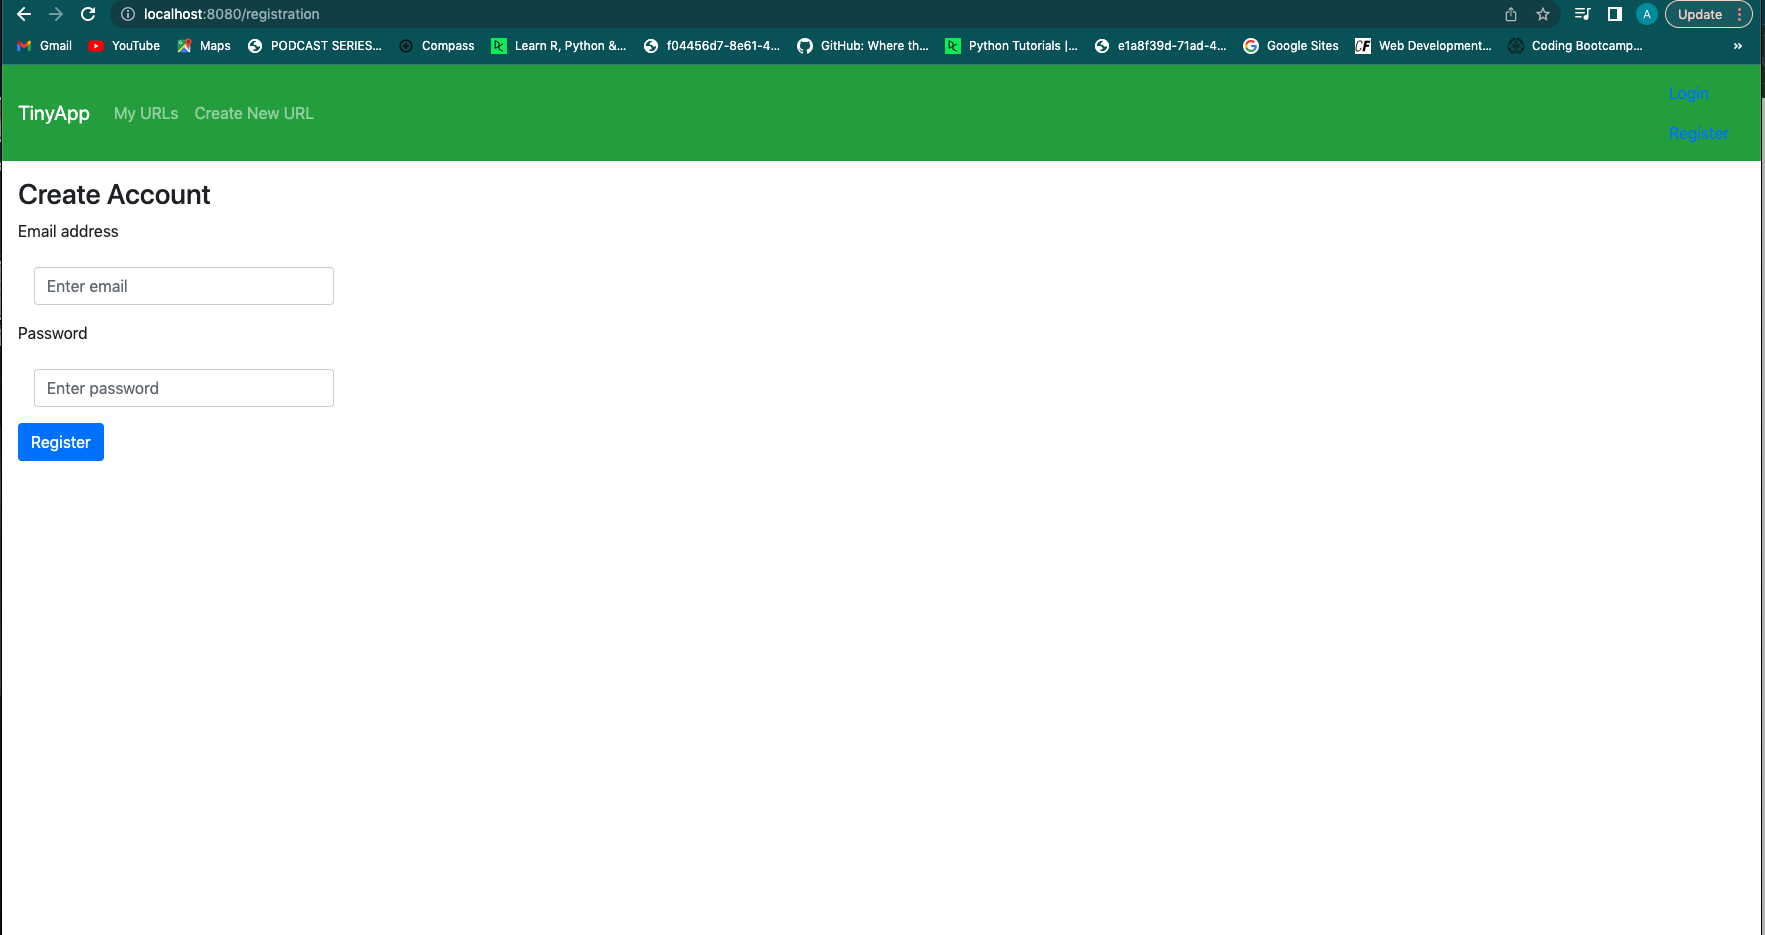 localhost:8080/registration
A
Update
Gmail YouTube Maps PODCAST SERIES... Compass Learn R, Python &... f04456d7-8e61-4... GitHub: Where th... Python Tutorials |... e1a8f39d-71ad-4... Google Sites Web Development... Coding Bootcamp... »
TinyApp My URLs Create New URL
Login
Register
Create Account
Email address
Enter email
Password
Enter password
Register